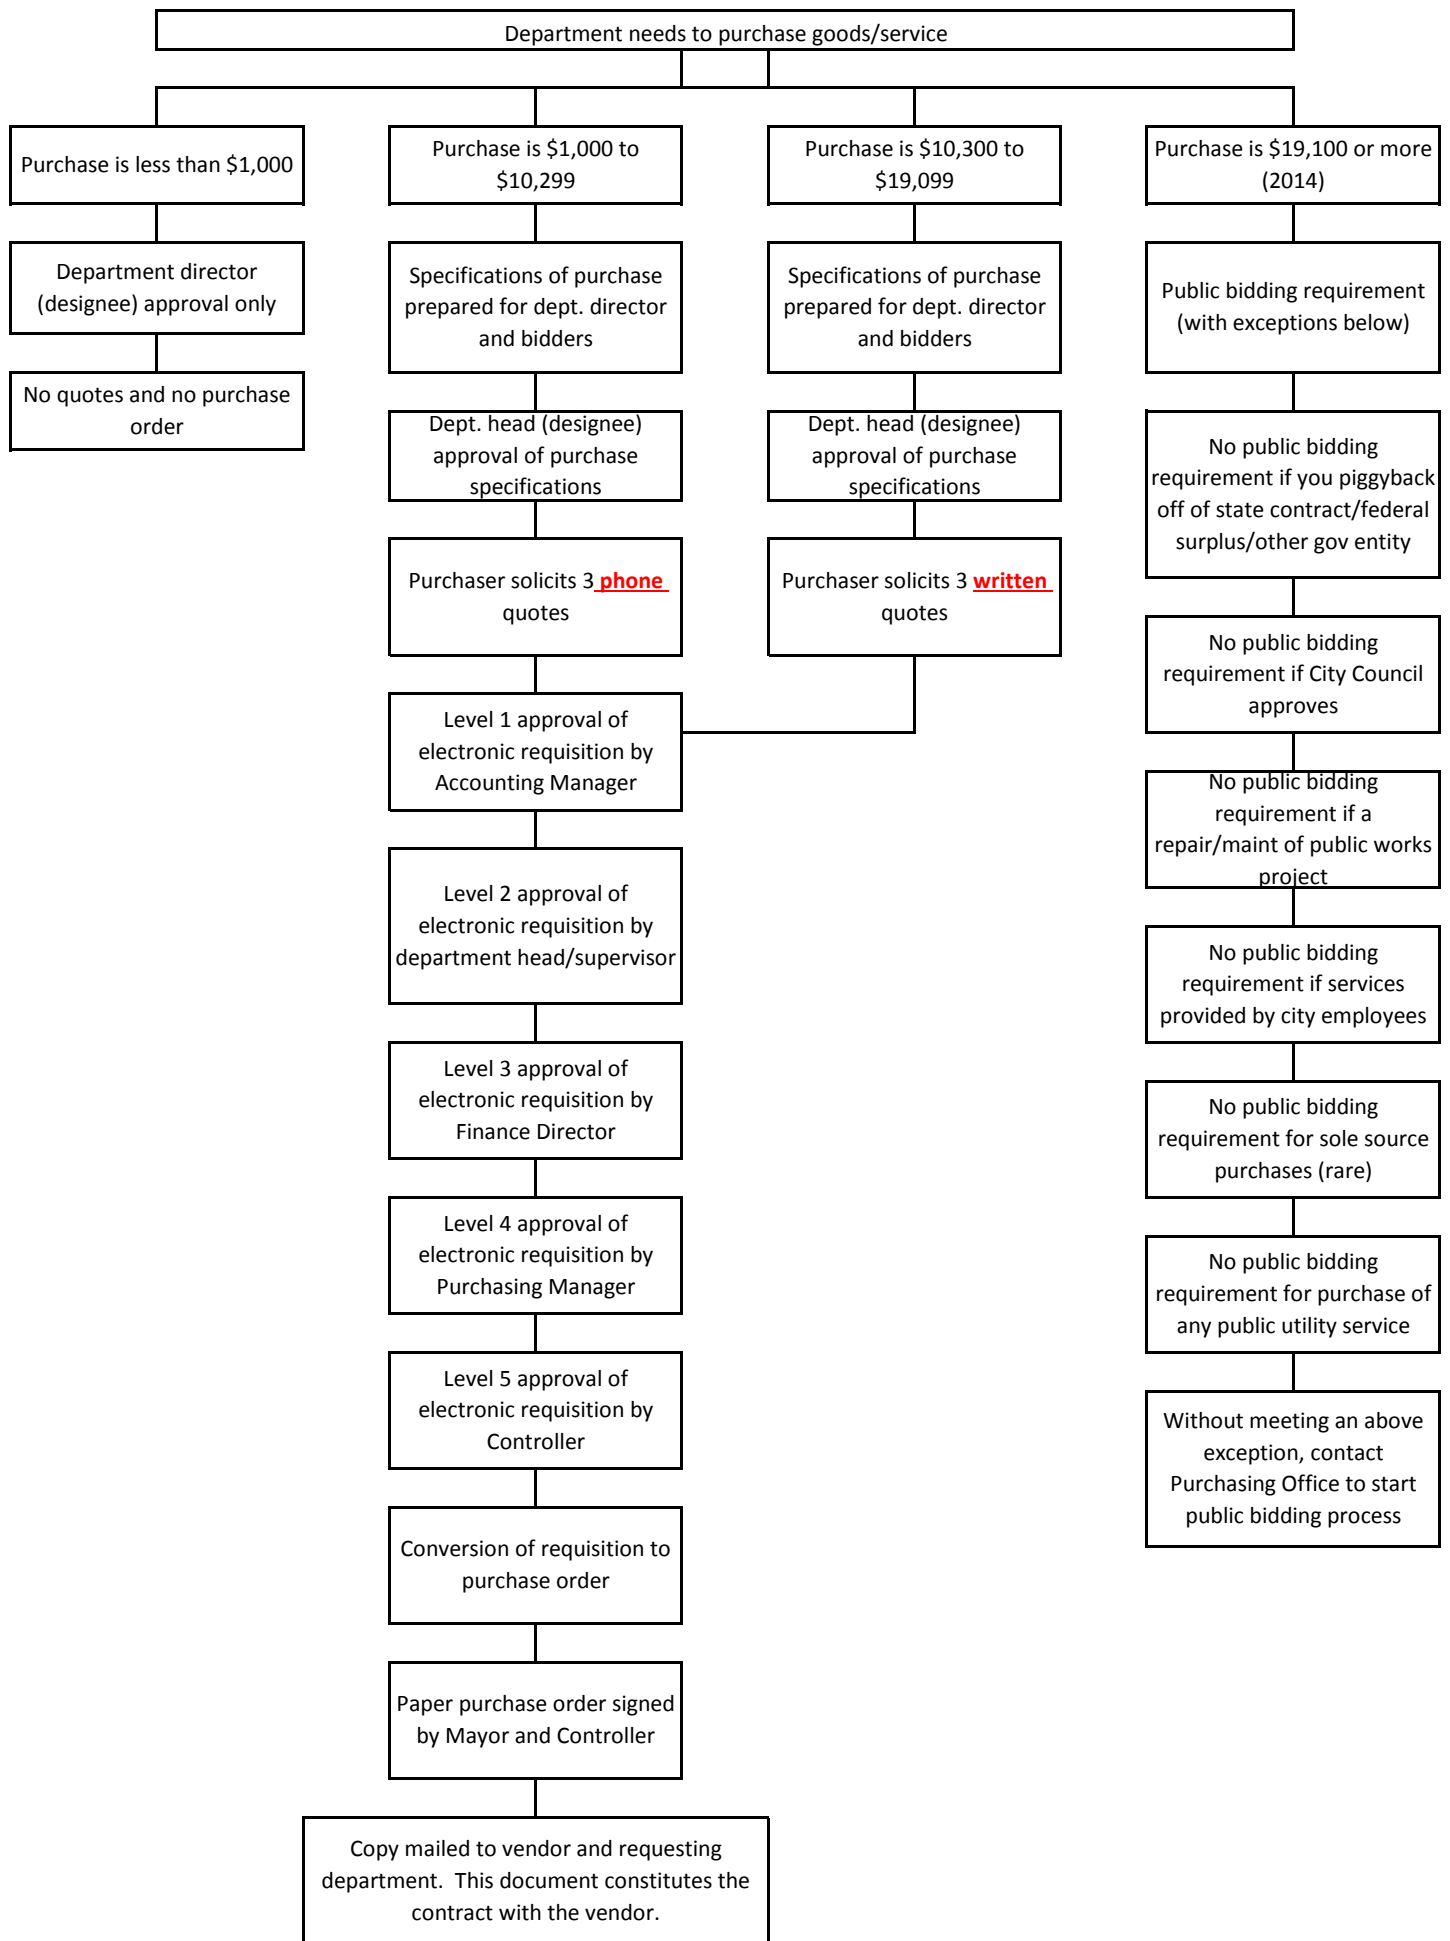 Department needs to purchase goods/service
Purchase is less than $1,000
Department director
(designee) approval only
No quotes and no purchase
order
Purchase is $1,000 to
$10,299
Specifications of purchase
prepared for dept. director
and bidders
Dept. head (designee)
approval of purchase
specifications
Purchaser solicits 3 phone
quotes
Level 1 approval of
electronic requisition by
Accounting Manager
Level 2 approval of
electronic requisition by
department head/supervisor
Level 3 approval of
electronic requisition by
Finance Director
Level 4 approval of
electronic requisition by
Purchasing Manager
Level 5 approval of
electronic requisition by
Controller
Conversion of requisition to
purchase order
Paper purchase order signed
by Mayor and Controller
Copy mailed to vendor and requesting
department.  This document constitutes the
contract with the vendor.
Purchase is $10,300 to
$19,099
Specifications of purchase
prepared for dept. director
and bidders
Dept. head (designee)
approval of purchase
specifications
Purchaser solicits 3 written
quotes
Purchase is $19,100 or more
(2014)
Public bidding requirement
(with exceptions below)
No public bidding
requirement if you piggyback
off of state contract/federal
surplus/other gov entity
No public bidding
requirement if City Council
approves
No public bidding
requirement if a
repair/maint of public works
project
No public bidding
requirement if services
provided by city employees
No public bidding
requirement for sole source
purchases (rare)
No public bidding
requirement for purchase of
any public utility service
Without meeting an above
exception, contact
Purchasing Office to start
public bidding process